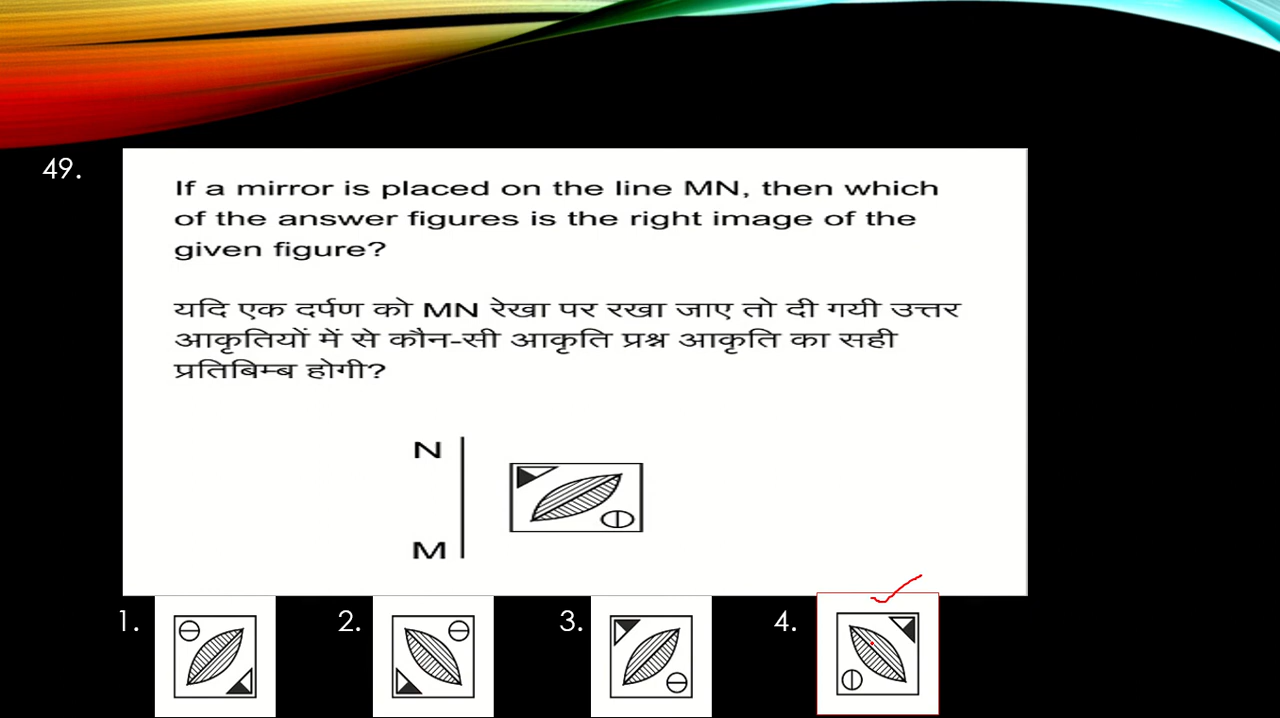 49.
If a mirror is placed on the line MN, then which
of the answer figures is the right image of the
given figure?
यदि एक दर्पण को MN रेखा पर रखा जाए तो दी गयी उत्तर
आकृतियों में से कौन-सी आकृति प्रश्न आकृति का सही
प्रतिबिम्ब होगी?
N
M
1.
2.
3.
4.